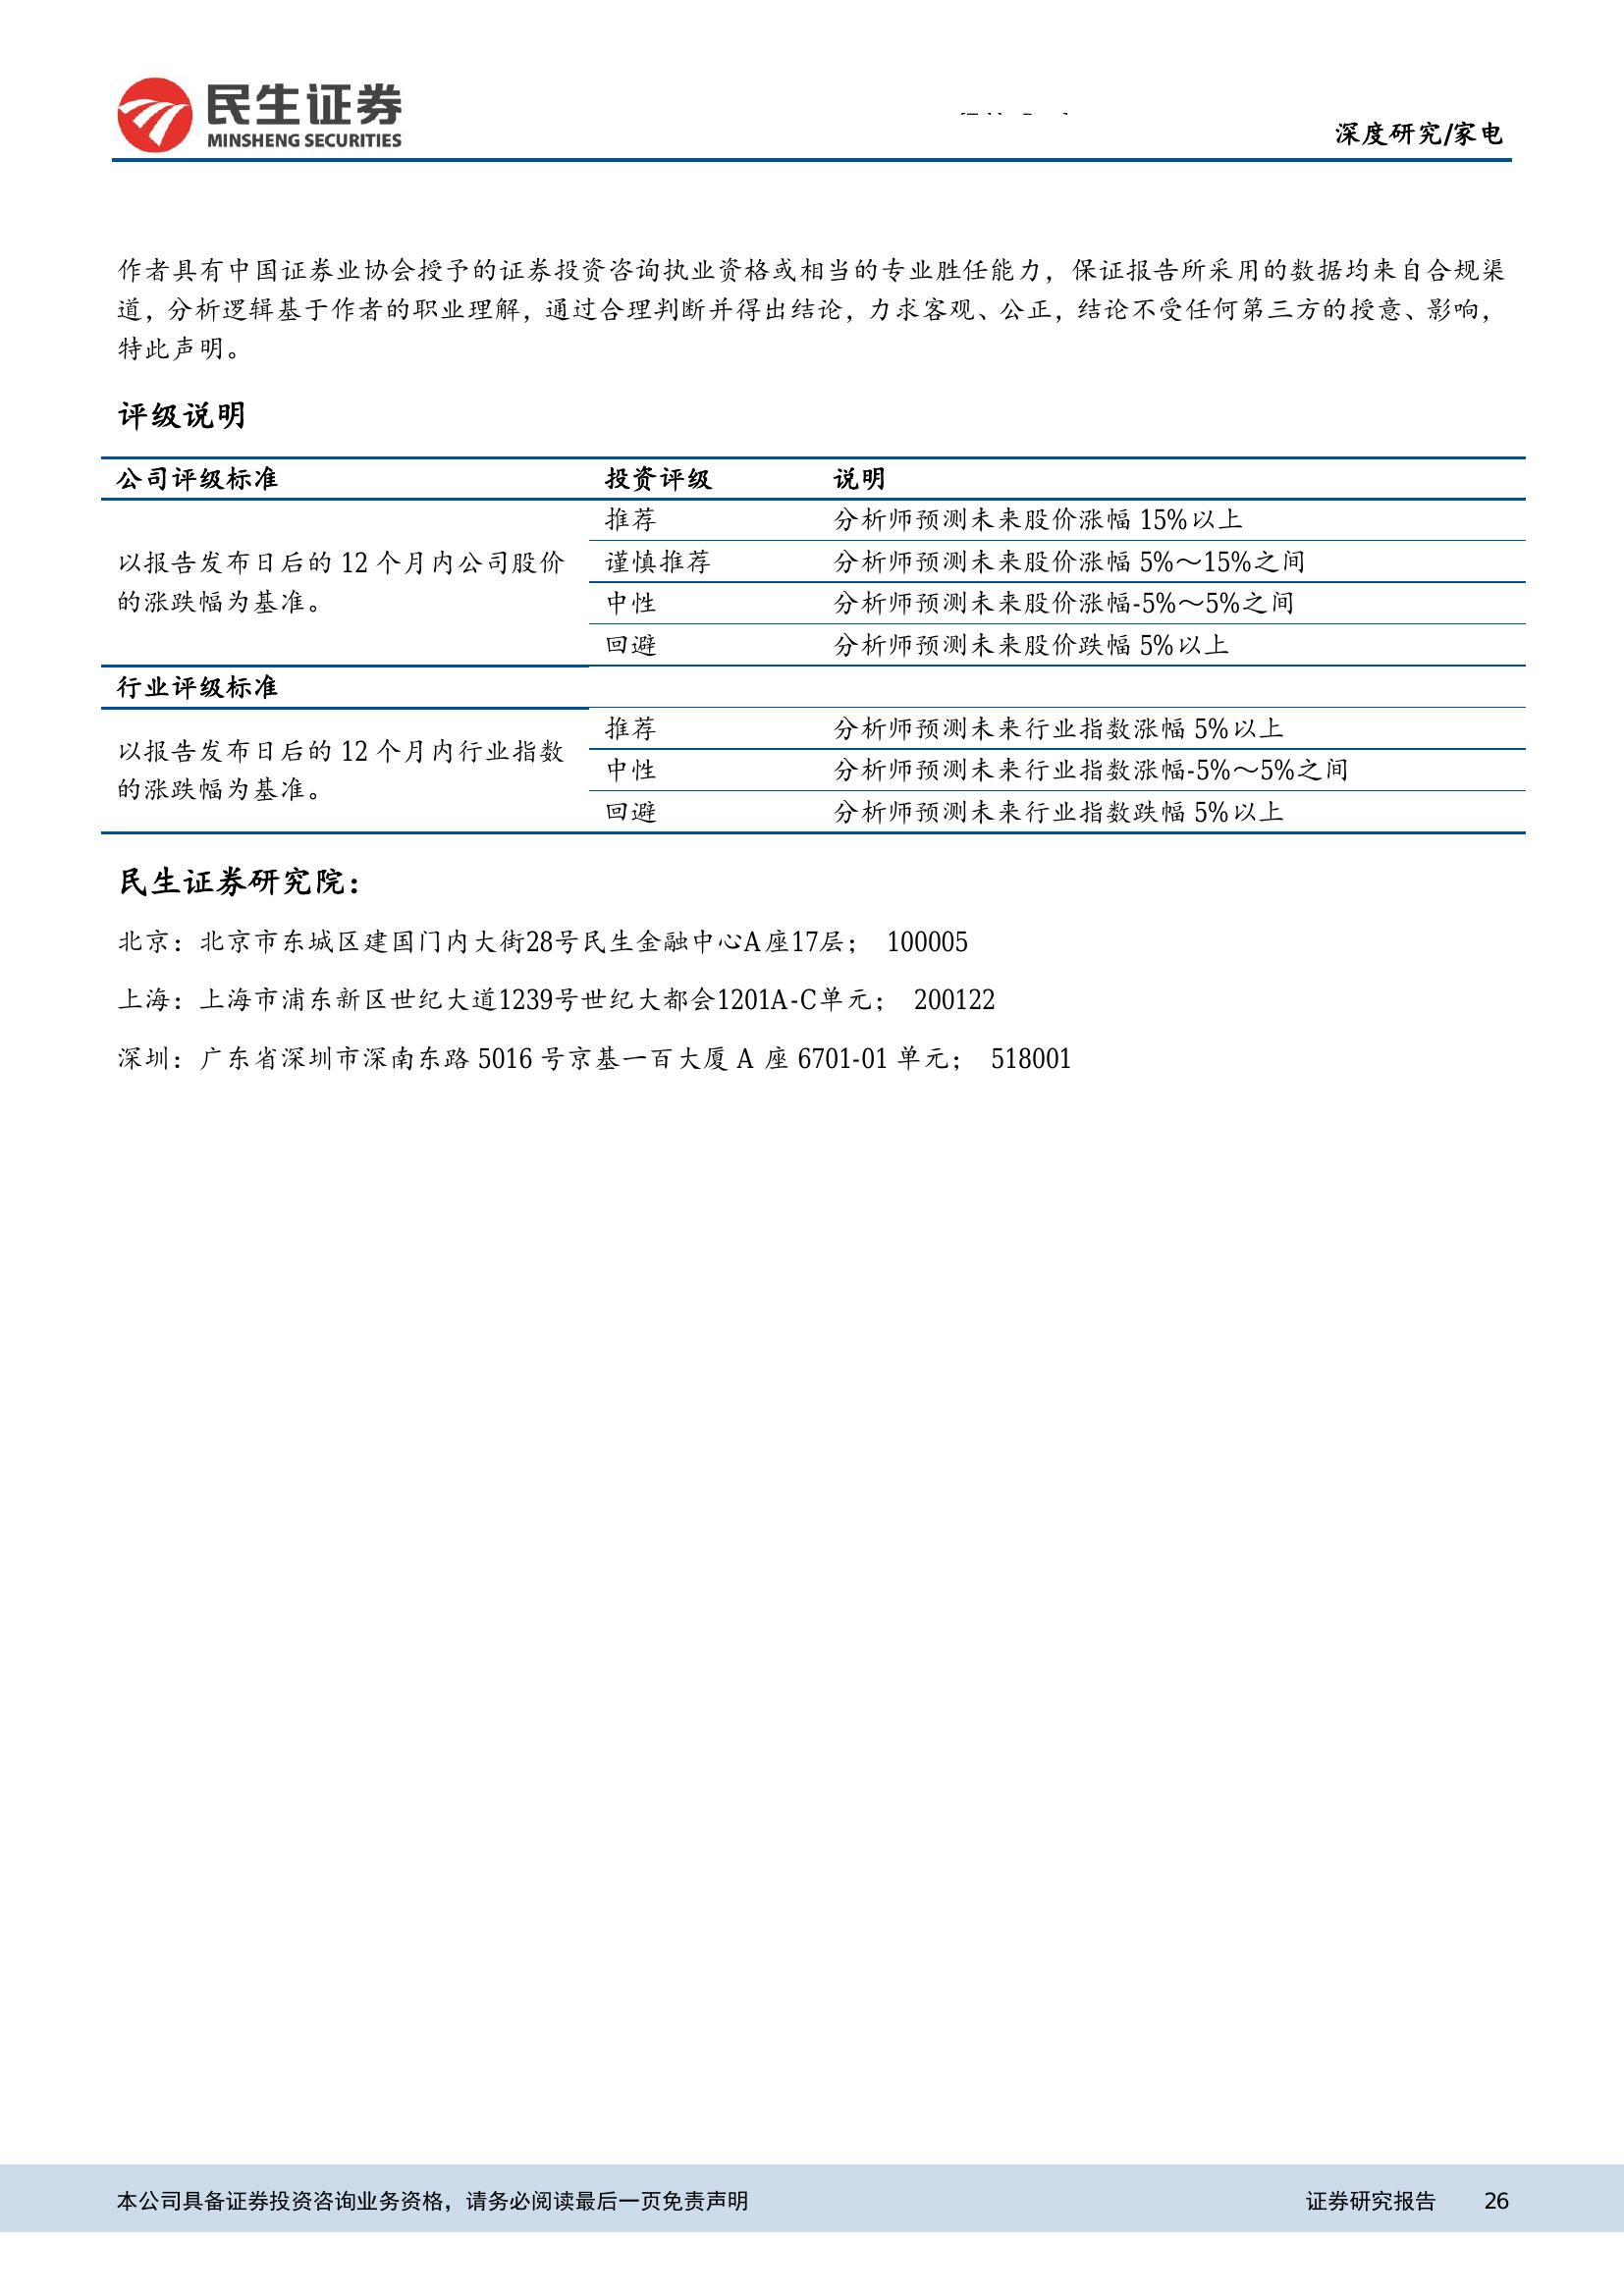 民生证券
MINSHENG SECURITIES
深度研究/家电
作者具有中国证券业协会授予的证券投资咨询执业资格或相当的专业胜任能力，保证报告所采用的数据均来自合规渠
道，分析逻辑基于作者的职业理解，通过合理判断并得出结论，力求客观、公正，结论不受任何第三方的授意、影响，
特此声明。
评级说明
公司评级标准 投资评级 说明
以报告发布日后的 12 个月内公司股价
的涨跌幅为基准。
推荐 分析师预测未来股价涨幅 15%以上
谨慎推荐 分析师预测未来股价涨幅 5%～15%之间
中性 分析师预测未来股价涨幅-5%～5%之间
回避 分析师预测未来股价跌幅 5%以上
行业评级标准
以报告发布日后的 12 个月内行业指数
的涨跌幅为基准。
推荐 分析师预测未来行业指数涨幅 5%以上
中性 分析师预测未来行业指数涨幅-5%～5%之间
回避 分析师预测未来行业指数跌幅 5%以上
民生证券研究院：
北京：北京市东城区建国门内大街28号民生金融中心A座17层； 100005
上海：上海市浦东新区世纪大道1239号世纪大都会1201A-C单元； 200122
深圳：广东省深圳市深南东路 5016 号京基一百大厦 A 座 6701-01 单元； 518001
本公司具备证券投资咨询业务资格，请务必阅读最后一页免责声明 证券研究报告 26